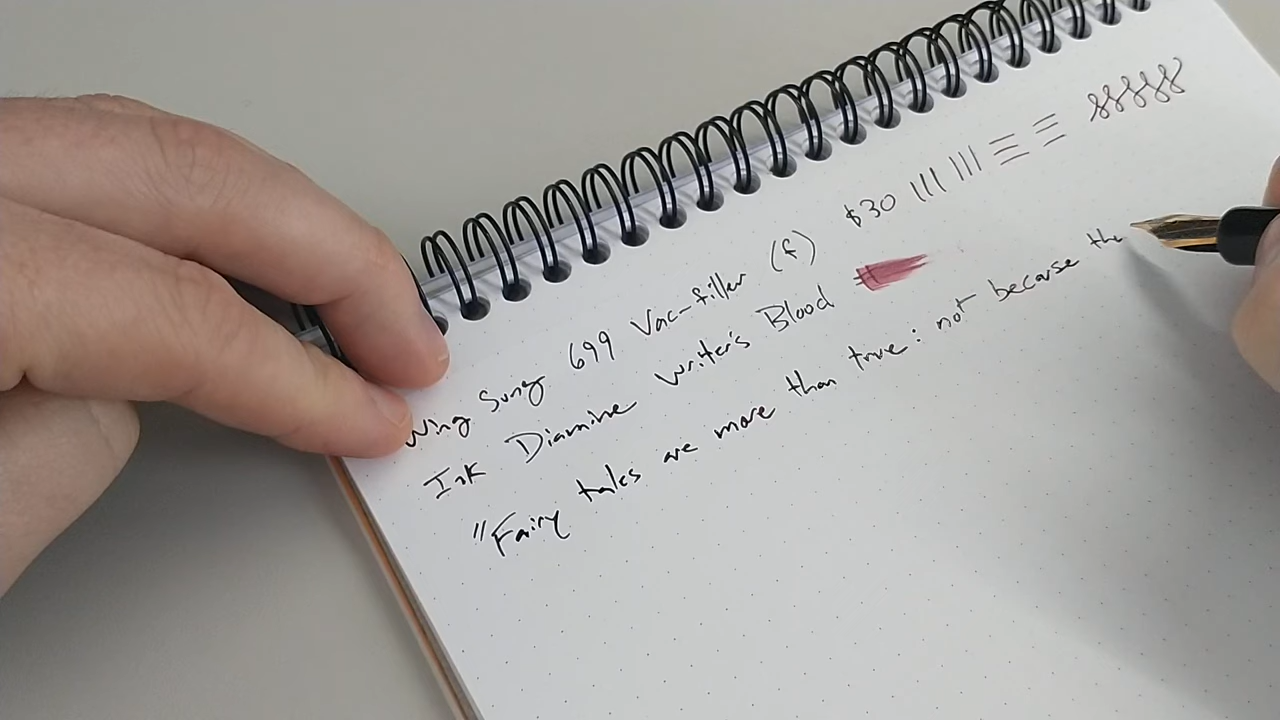 Wing Sung 699 Vac-filler (f) $30
Ink Diamine Writer's Blood
"Fairy tales are more than true: not because the